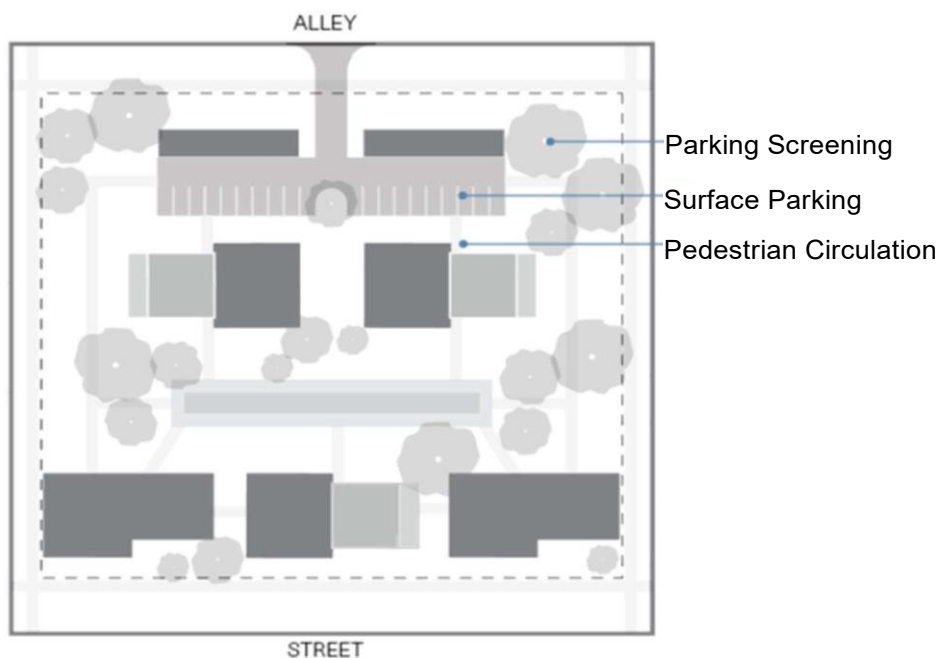 ALLEY
Parking Screening
Surface Parking
Pedestrian Circulation
STREET